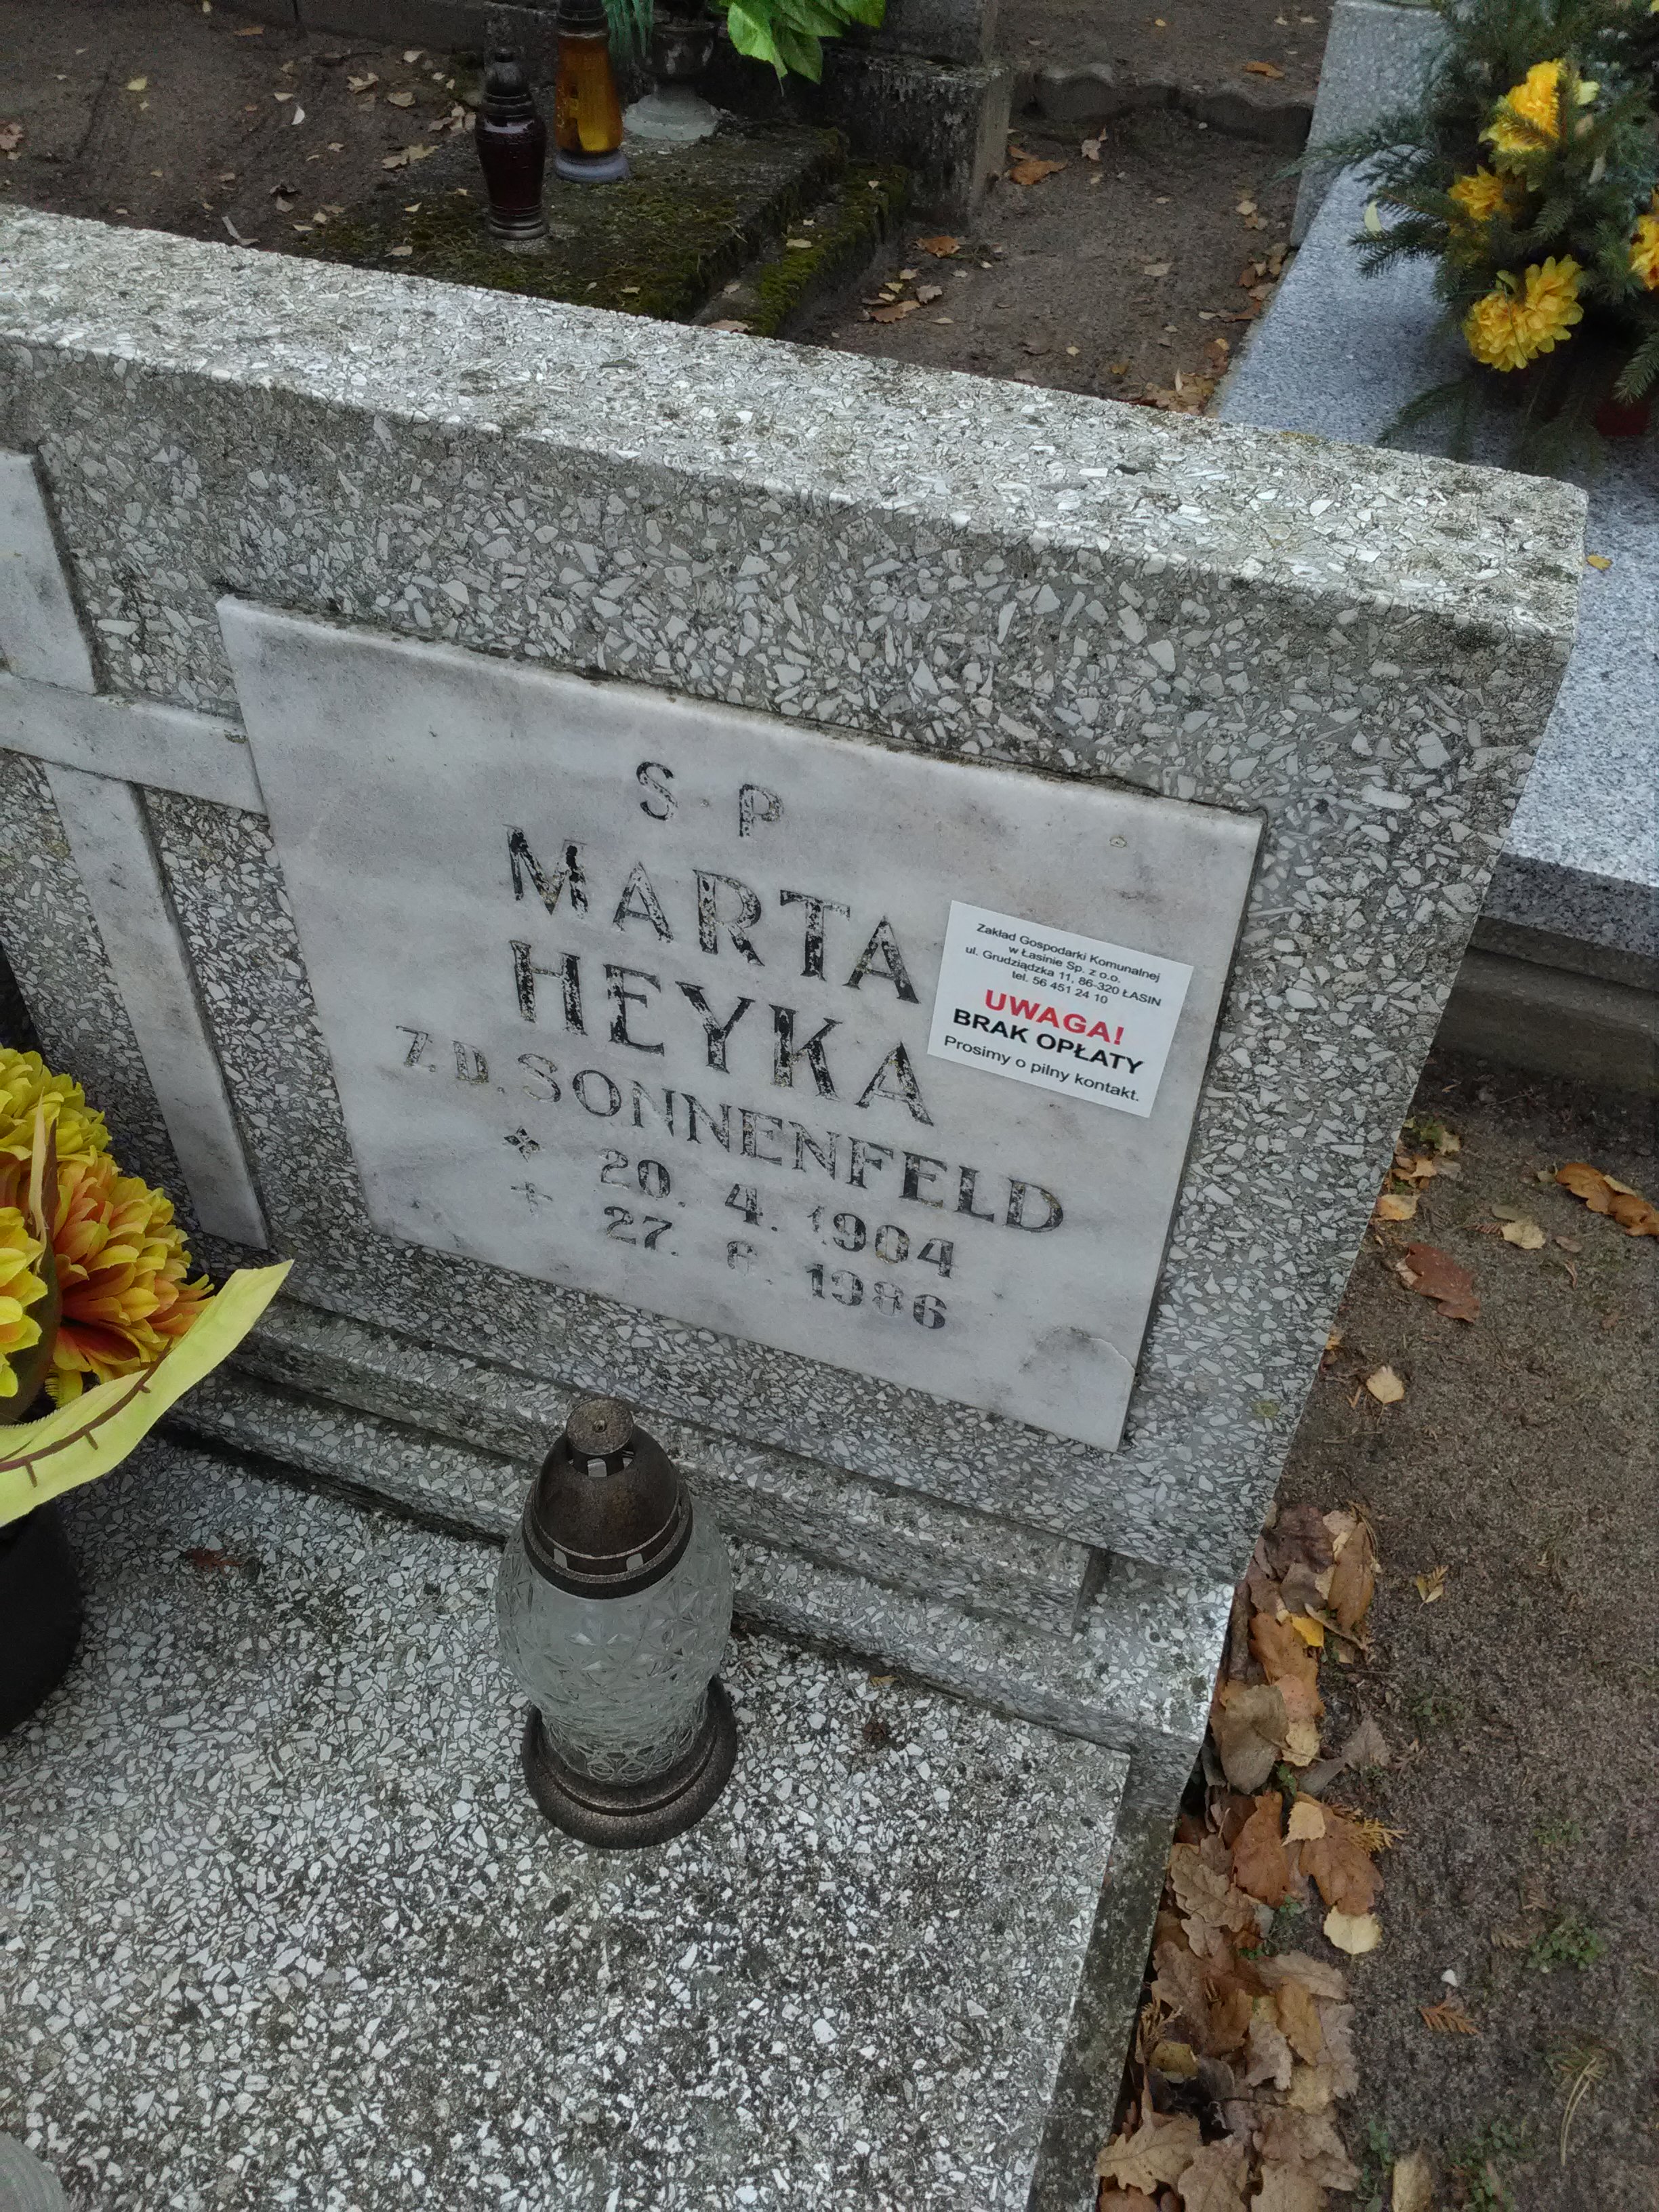 S. P
MARTA
HEYKA
Z.D. SONNENFELD
20. 4. 1904
27. 1986
Zakład Gospodarki Komunalnej
w Łasinie Sp. z o.o.
ul. Grudziądzka 11, 86-320 ŁASIN
tel. 56 451 24 10
UWAGA!
BRAK OPŁATY
Prosimy o pilny kontakt.